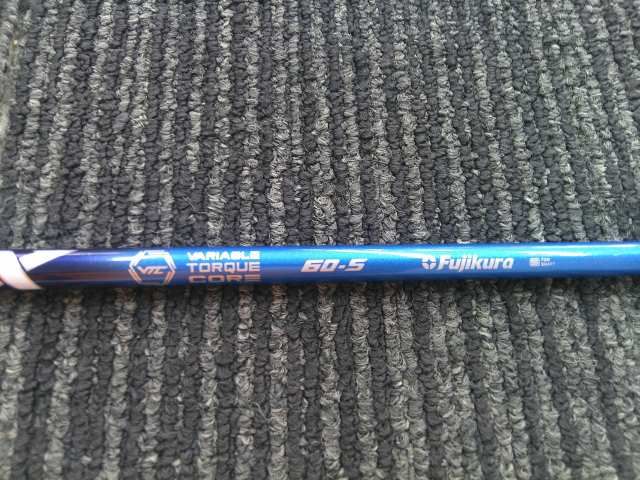 VTC
VARIABLE
TORQUE
CORE
60-S
Fujikura